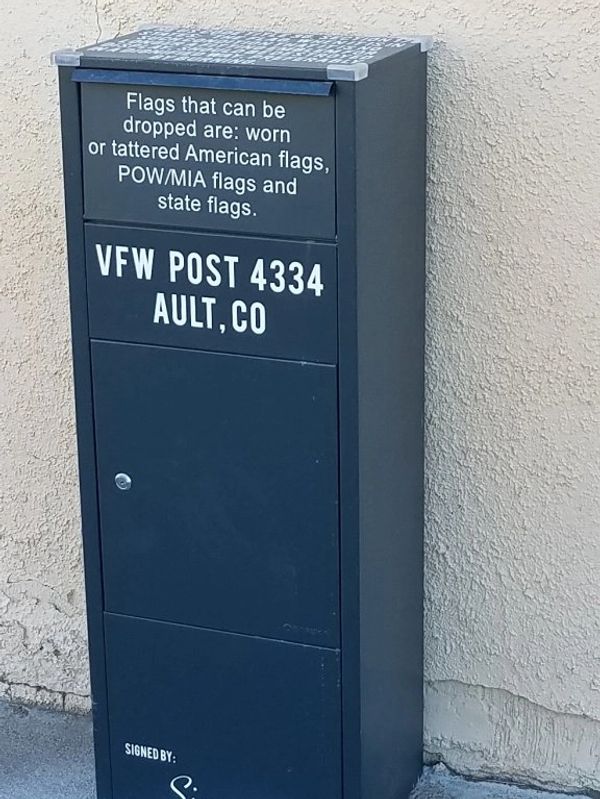 Flags that can be
dropped are: worn
or tattered American flags,
POW/MIA flags and
state flags.
VFW POST 4334
AULT, CO
SIGNED BY: